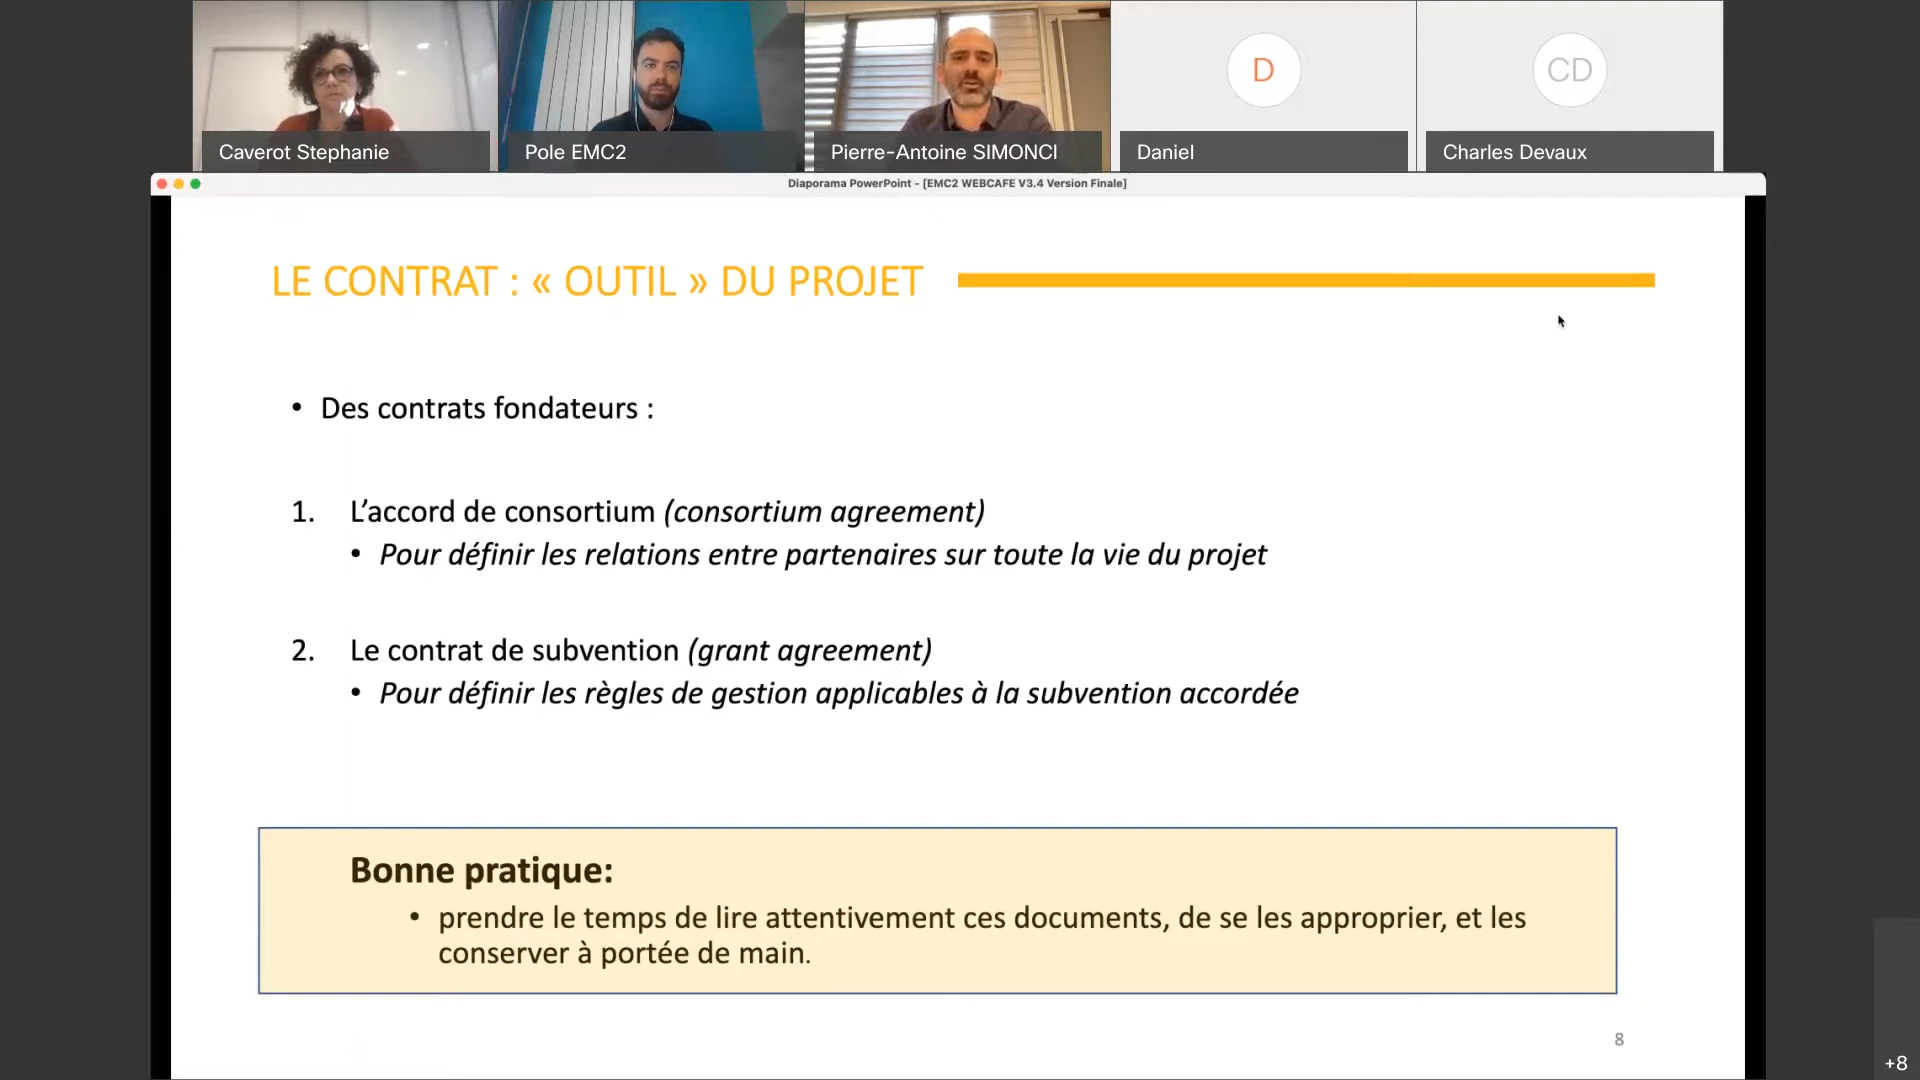 Caverot Stephanie
Pole EMC2
Pierre-Antoine SIMONCI
D
Daniel
CD
Charles Devaux
Diaporama PowerPoint - [EMC2 WEBCAFE V3.4 Version Finale]
LE CONTRAT : « OUTIL » DU PROJET
• Des contrats fondateurs :
1. L’accord de consortium (consortium agreement)
• Pour définir les relations entre partenaires sur toute la vie du projet
2. Le contrat de subvention (grant agreement)
• Pour définir les règles de gestion applicables à la subvention accordée
Bonne pratique:
• prendre le temps de lire attentivement ces documents, de se les approprier, et les
conserver à portée de main.
8
+8